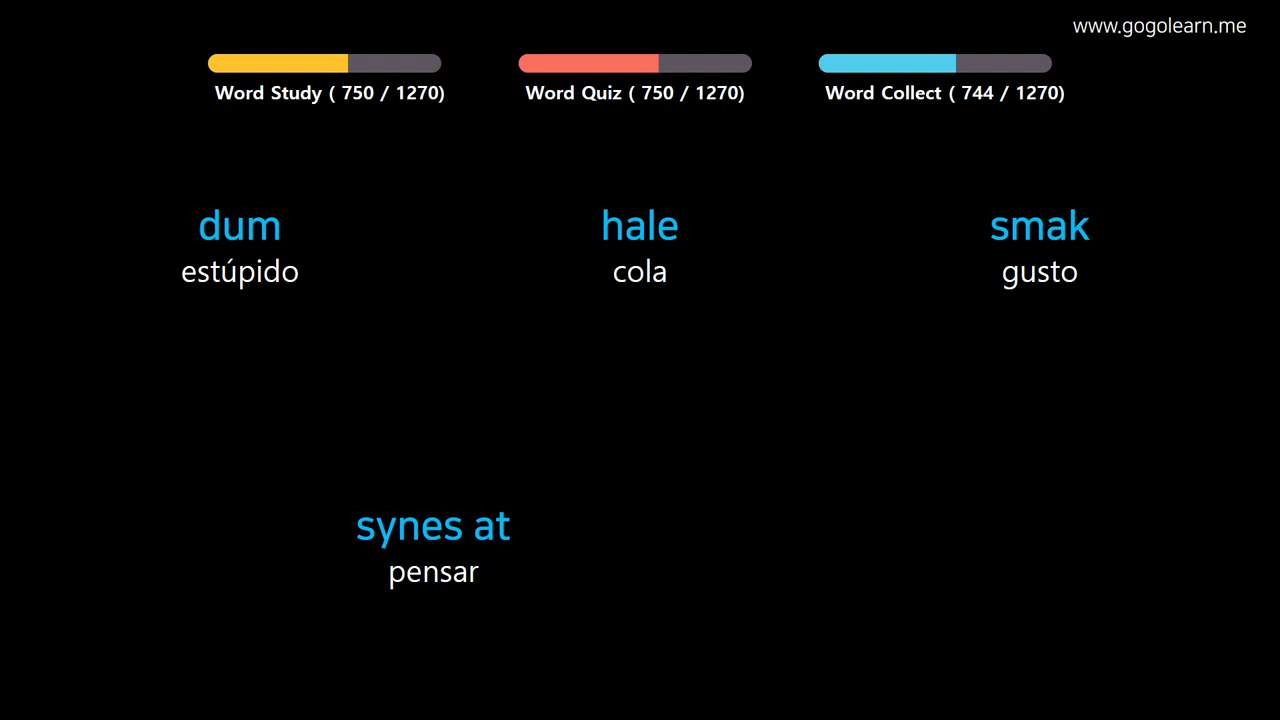 www.gogolearn.me
Word Study ( 750 / 1270)
Word Quiz ( 750 / 1270)
Word Collect ( 744 / 1270)
dum
estúpido
hale
cola
smak
gusto
synes at
pensar